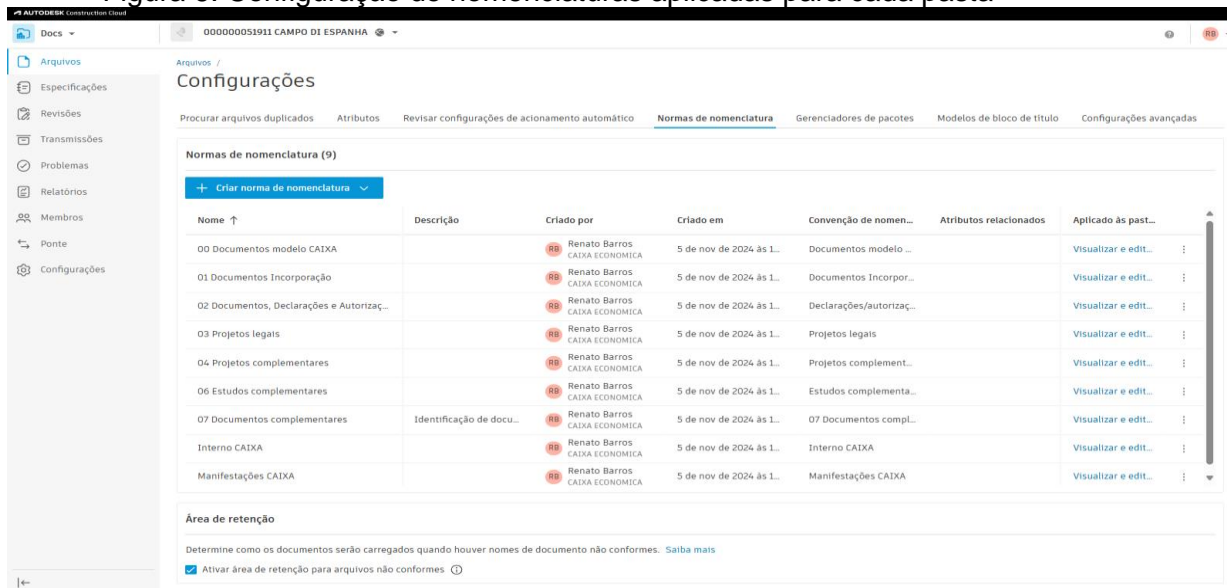 Figura 6. Configuração de nomenclaturas aplicadas para cada pasta
AUTODESK Construction Cloud
Docs
000000051911 CAMPO DI ESPANHA
RB
Arquivos
Especificações
Revisões
Transmissões
Problemas
Relatórios
Membros
Ponte
Configurações
Arquivos /
Configurações
Procurar arquivos duplicados Atributos Revisar configurações de acionamento automático Normas de nomenclatura Gerenciadores de pacotes Modelos de bloco de título Configurações avançadas
Normas de nomenclatura (9)
+ Criar norma de nomenclatura
Nome ↑ Descrição Criado por Criado em Convenção de nomen... Atributos relacionados Aplicado às past...
00 Documentos modelo CAIXA RB Renato Barros CAIXA ECONOMICA 5 de nov de 2024 às 1... Documentos modelo ... Visualizar e edit...
01 Documentos Incorporação RB Renato Barros CAIXA ECONOMICA 5 de nov de 2024 às 1... Documentos Incorpor... Visualizar e edit...
02 Documentos, Declarações e Autorizaç... RB Renato Barros CAIXA ECONOMICA 5 de nov de 2024 às 1... Declarações/autorizaç... Visualizar e edit...
03 Projetos legais RB Renato Barros CAIXA ECONOMICA 5 de nov de 2024 às 1... Projetos legais Visualizar e edit...
04 Projetos complementares RB Renato Barros CAIXA ECONOMICA 5 de nov de 2024 às 1... Projetos complement... Visualizar e edit...
06 Estudos complementares RB Renato Barros CAIXA ECONOMICA 5 de nov de 2024 às 1... Estudos complementa... Visualizar e edit...
07 Documentos complementares Identificação de docu... RB Renato Barros CAIXA ECONOMICA 5 de nov de 2024 às 1... 07 Documentos compl... Visualizar e edit...
Interno CAIXA RB Renato Barros CAIXA ECONOMICA 5 de nov de 2024 às 1... Interno CAIXA Visualizar e edit...
Manifestações CAIXA RB Renato Barros CAIXA ECONOMICA 5 de nov de 2024 às 1... Manifestações CAIXA Visualizar e edit...
Área de retenção
Determine como os documentos serão carregados quando houver nomes de documento não conformes. Saiba mais
Ativar área de retenção para arquivos não conformes